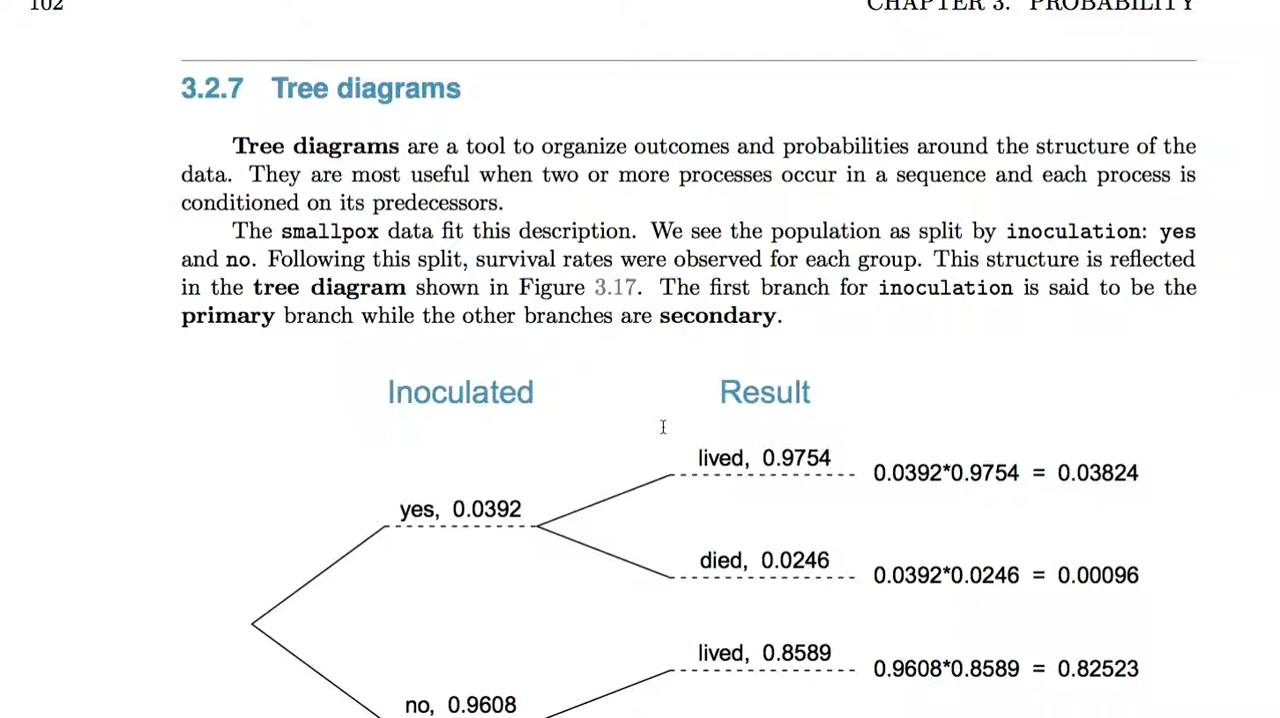 102 CHAPTER 3. PROBABILITY
3.2.7 Tree diagrams
Tree diagrams are a tool to organize outcomes and probabilities around the structure of the
data. They are most useful when two or more processes occur in a sequence and each process is
conditioned on its predecessors.
The smallpox data fit this description. We see the population as split by inoculation: yes
and no. Following this split, survival rates were observed for each group. This structure is reflected
in the tree diagram shown in Figure 3.17. The first branch for inoculation is said to be the
primary branch while the other branches are secondary.
Inoculated Result
lived, 0.9754 0.0392*0.9754 = 0.03824
yes, 0.0392
died, 0.0246 0.0392*0.0246 = 0.00096
lived, 0.8589 0.9608*0.8589 = 0.82523
no, 0.9608